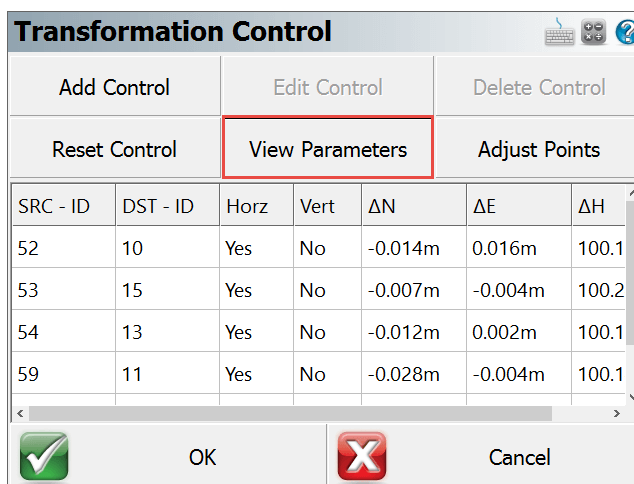 Transformation Control
Add Control Edit Control Delete Control
Reset Control View Parameters Adjust Points
SRC - ID DST - ID Horz Vert ΔN ΔE ΔH
52 10 Yes No -0.014m 0.016m 100.1
53 15 Yes No -0.007m -0.004m 100.2
54 13 Yes No -0.012m 0.002m 100.1
59 11 Yes No -0.028m -0.004m 100.1
OK Cancel